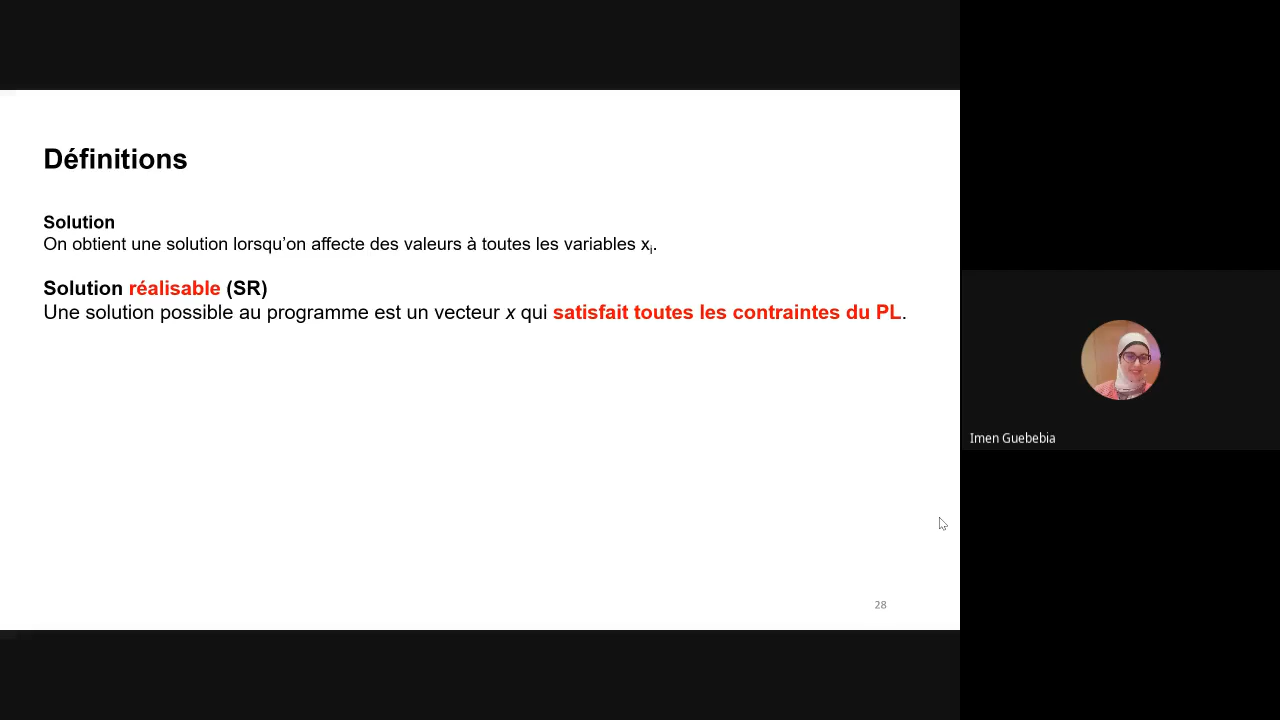 Définitions
Solution
On obtient une solution lorsqu’on affecte des valeurs à toutes les variables xi.
Solution réalisable (SR)
Une solution possible au programme est un vecteur x qui satisfait toutes les contraintes du PL.
Imen Guebebia
28